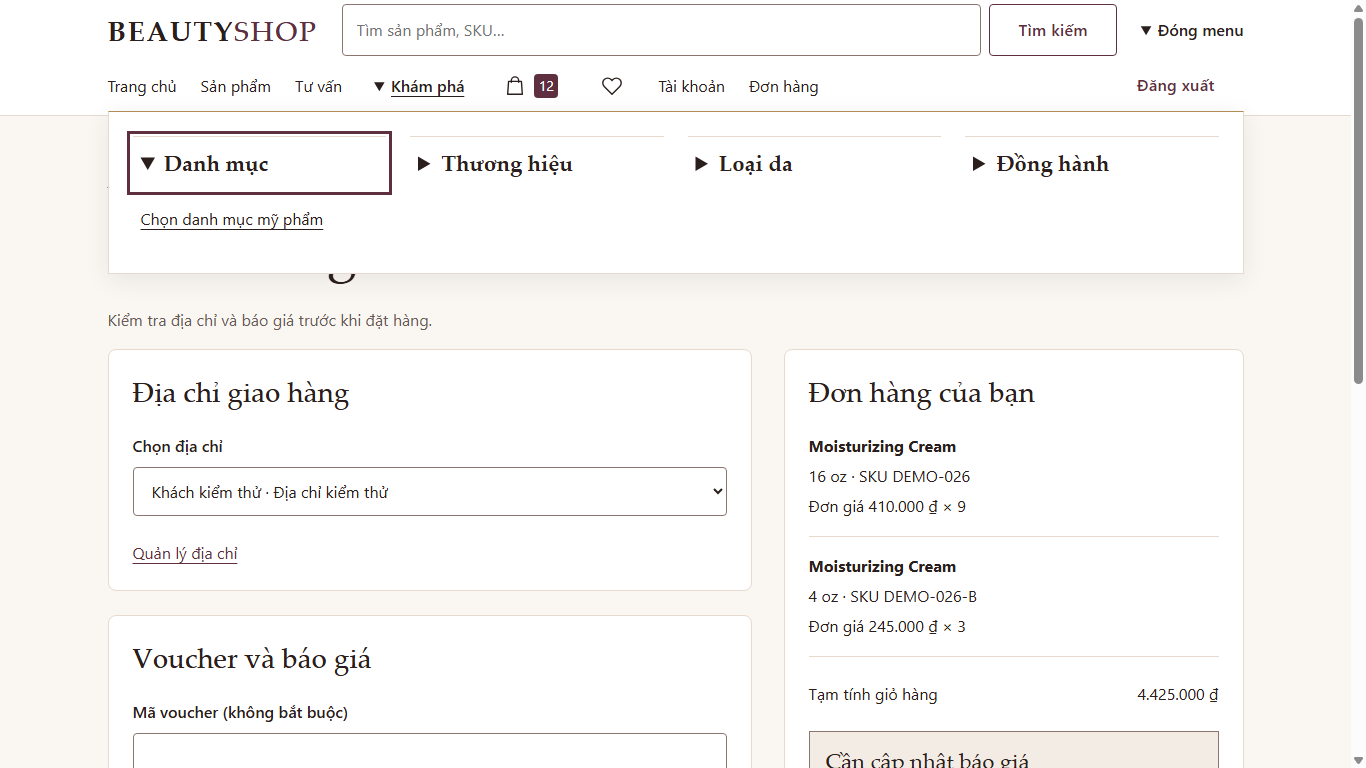 BEAUTYSHOP
Tìm sản phẩm, SKU...
Tìm kiếm
▼ Đóng menu
Trang chủ
Sản phẩm
Tư vấn
▼ Khám phá
12
Tài khoản
Đơn hàng
Đăng xuất
▼ Danh mục
▶ Thương hiệu
▶ Loại da
▶ Đồng hành
Chọn danh mục mỹ phẩm
Kiểm tra địa chỉ và báo giá trước khi đặt hàng.
Địa chỉ giao hàng
Chọn địa chỉ
Khách kiểm thử · Địa chỉ kiểm thử
Quản lý địa chỉ
Voucher và báo giá
Mã voucher (không bắt buộc)
Đơn hàng của bạn
Moisturizing Cream
16 oz · SKU DEMO-026
Đơn giá 410.000 ₫ × 9
Moisturizing Cream
4 oz · SKU DEMO-026-B
Đơn giá 245.000 ₫ × 3
Tạm tính giỏ hàng
4.425.000 ₫
Cần cập nhật báo giá